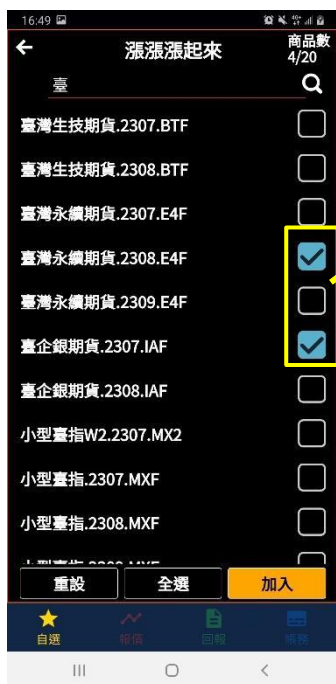 16:49
漲漲漲起來
商品數
4/20
臺
臺灣生技期貨.2307.BTF
臺灣生技期貨.2308.BTF
臺灣永續期貨.2307.E4F
臺灣永續期貨.2308.E4F
臺灣永續期貨.2309.E4F
臺企銀期貨.2307.IAF
臺企銀期貨.2308.IAF
小型臺指W2.2307.MX2
小型臺指.2307.MXF
小型臺指.2308.MXF
重設 全選 加入
自選 報價 回報 帳務